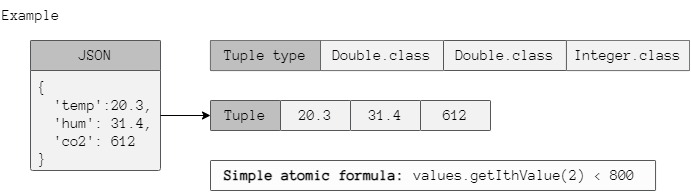 Example
JSON
{
'temp':20.3,
'hum': 31.4,
'co2': 612
}
Tuple type Double.class Double.class Integer.class
Tuple 20.3 31.4 612
Simple atomic formula: values.getIthValue(2) < 800